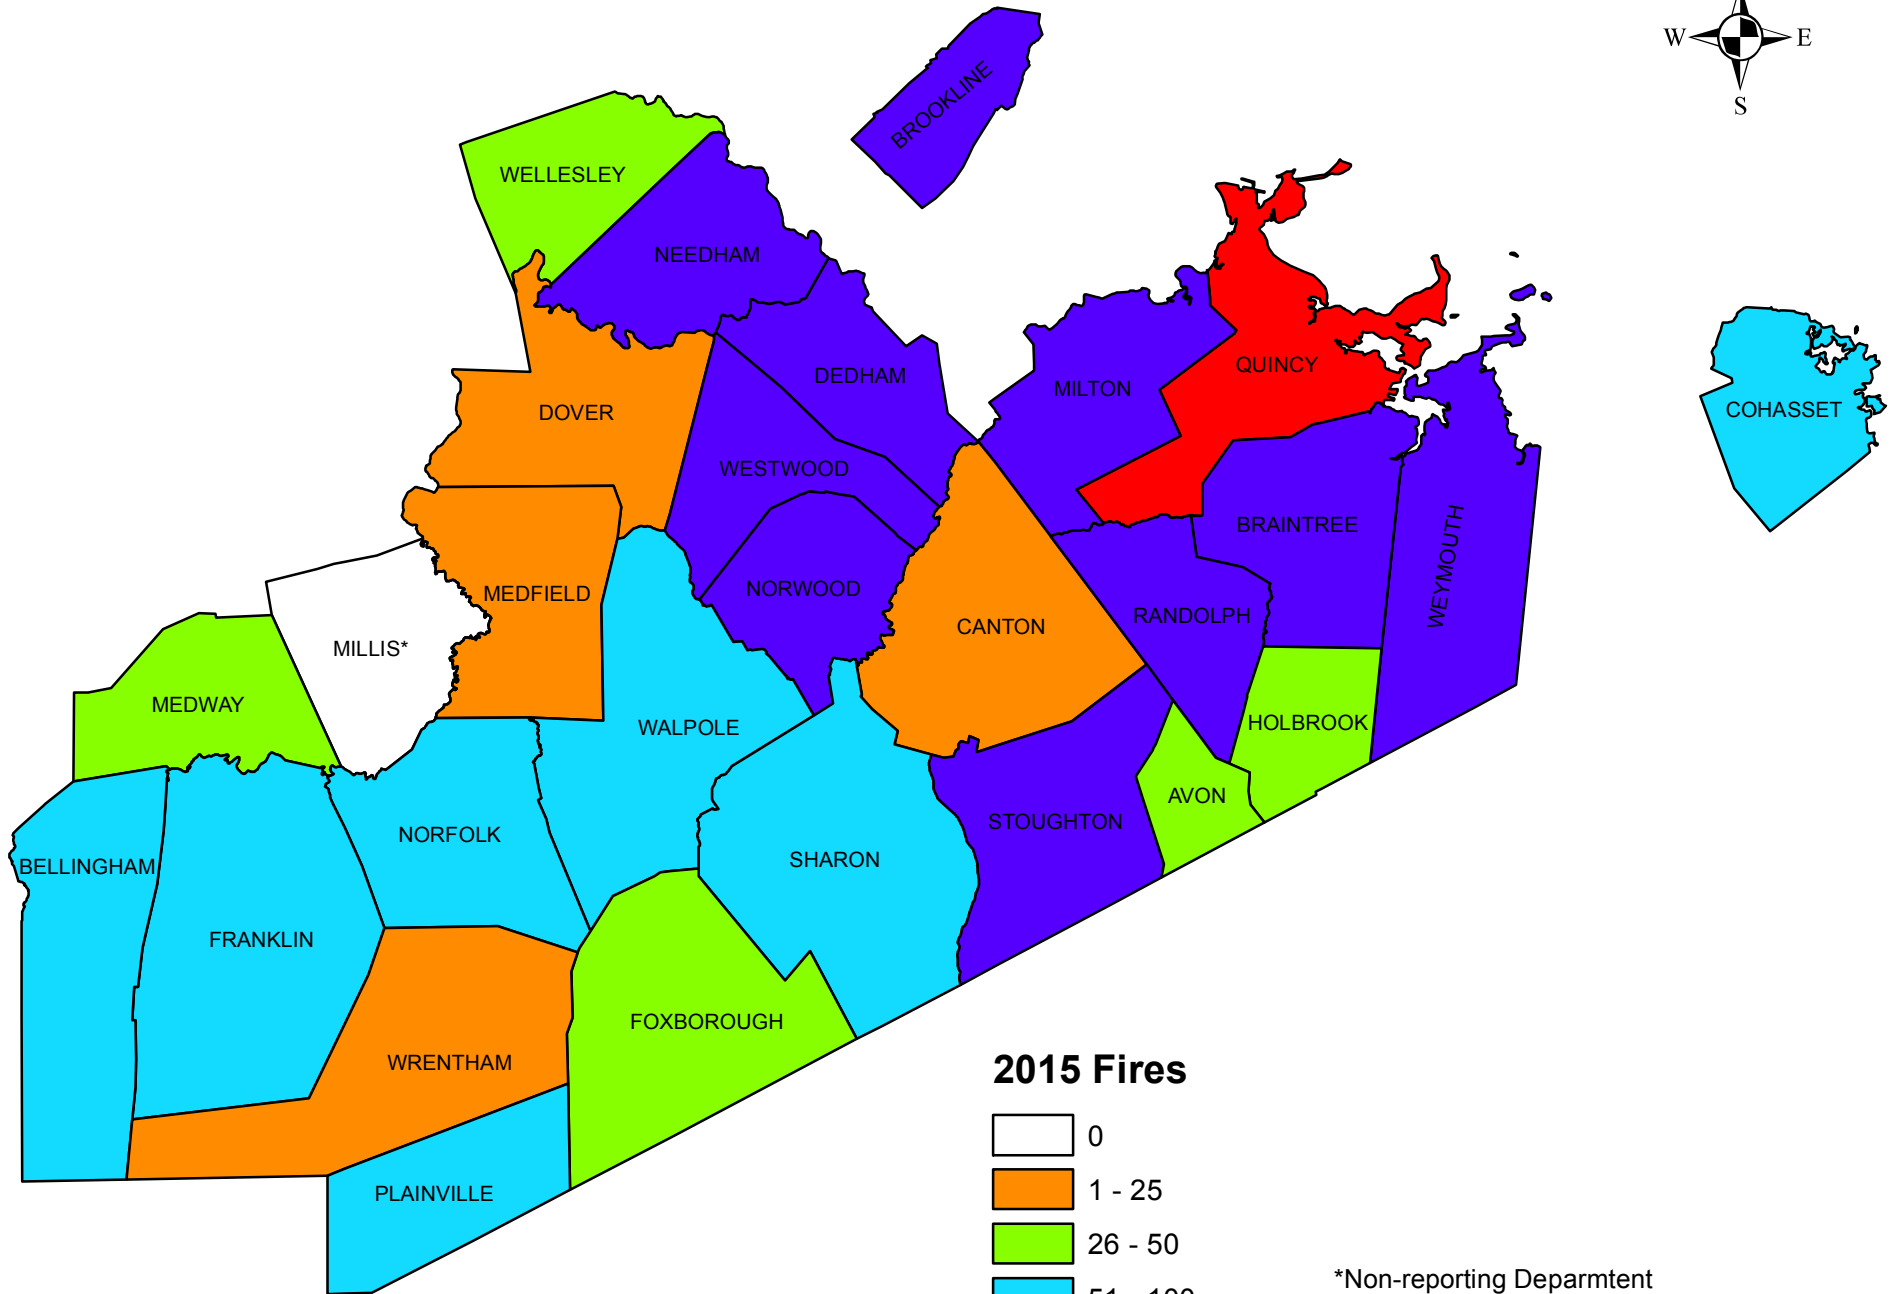 W E
S
BROOKLINE
WELLESLEY
NEEDHAM
DEDHAM
MILTON
QUINCY
COHASSET
DOVER
WESTWOOD
BRAINTREE
WEYMOUTH
MEDFIELD
NORWOOD
RANDOLPH
CANTON
MILLIS*
MEDWAY
WALPOLE
HOLBROOK
AVON
STOUGHTON
NORFOLK
SHARON
BELLINGHAM
FRANKLIN
FOXBOROUGH
WRENTHAM
PLAINVILLE
2015 Fires
0
1 - 25
26 - 50
51 - 100
*Non-reporting Deparmtent